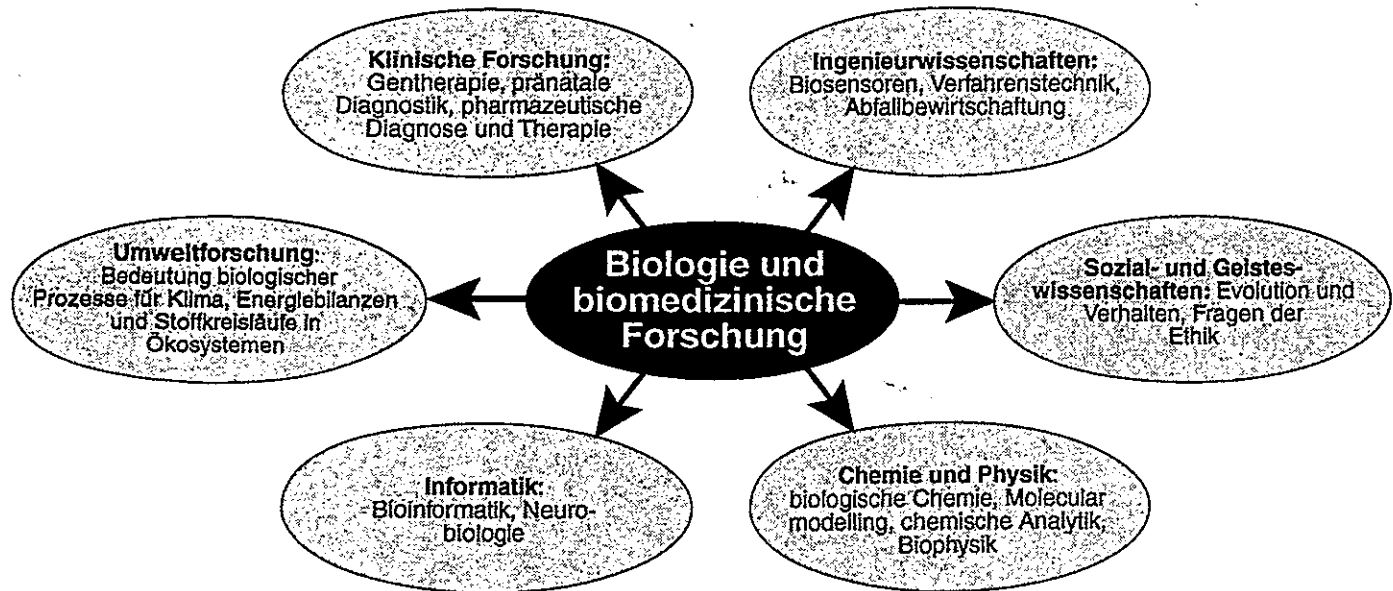 Klinische Forschung:
Gentherapie, pränatale
Diagnostik, pharmazeutische
Diagnose und Therapie
Ingenieurwissenschaften:
Biosensoren, Verfahrenstechnik,
Abfallbewirtschaftung
Umweltforschung:
Bedeutung biologischer
Prozesse für Klima, Energiebilanzen
und Stoffkreisläufe in
Ökosystemen
Biologie und
biomedizinische
Forschung
Sozial- und Geistes-
wissenschaften: Evolution und
Verhalten, Fragen der
Ethik
Informatik:
Bioinformatik, Neuro-
biologie
Chemie und Physik:
biologische Chemie, Molecular
modelling, chemische Analytik,
Biophysik